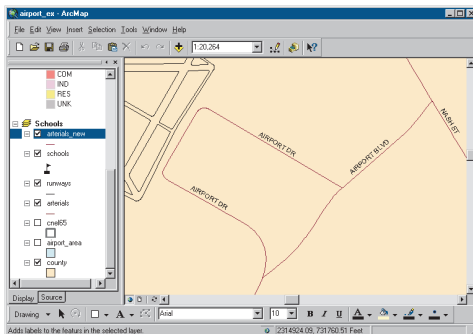 airport_ex - ArcMap
File Edit View Insert Selection Tools Window Help
1:20,264
COM
IND
RES
UNK
Schools
arterials_new
schools
runways
arterials
cnel65
airport_area
county
AIRPORT DR
AIRPORT DR
AIRPORT BLVD
NASH ST
Display Source
Drawing A Arial 10 B I U A
Adds labels to the featurs in the selected layer. 2314924.09, 731760.51 Feet